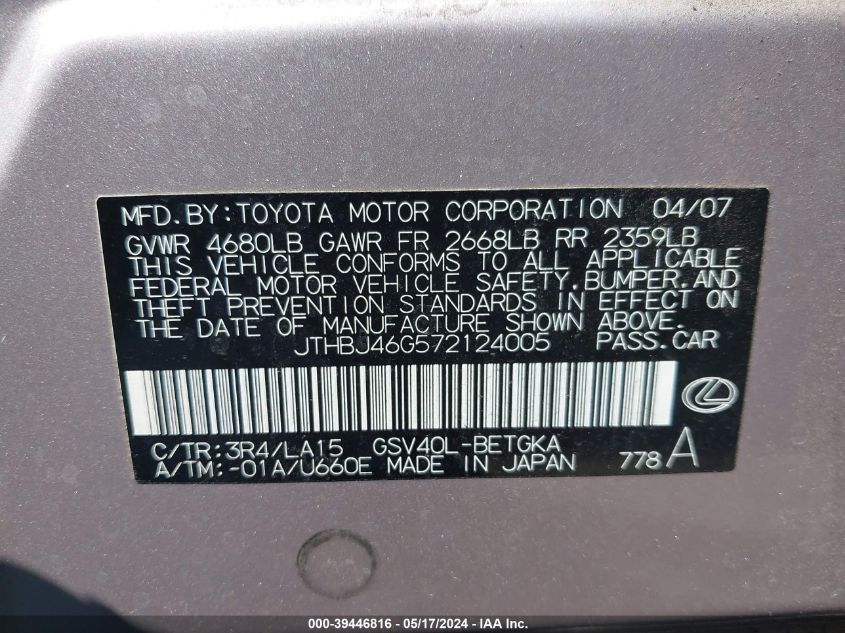 MFD.BY:TOYOTA MOTOR CORPORATION 04/07
GVWR 4680LB GAWR FR 2668LB RR 2359LB
THIS VEHICLE CONFORMS TO ALL APPLICABLE
FEDERAL MOTOR VEHICLE SAFETY.BUMPER.AND
THEFT PREVENTION STANDARDS IN EFFECT ON
THE DATE OF MANUFACTURE SHOWN ABOVE.
JTHBJ46G572124005 PASS.CAR
C/TR:3R4/LA15 GSV40L-BETGKA
A/TM:-01A/U660E MADE IN JAPAN 778A
000-39446816 - 05/17/2024 - IAA Inc.